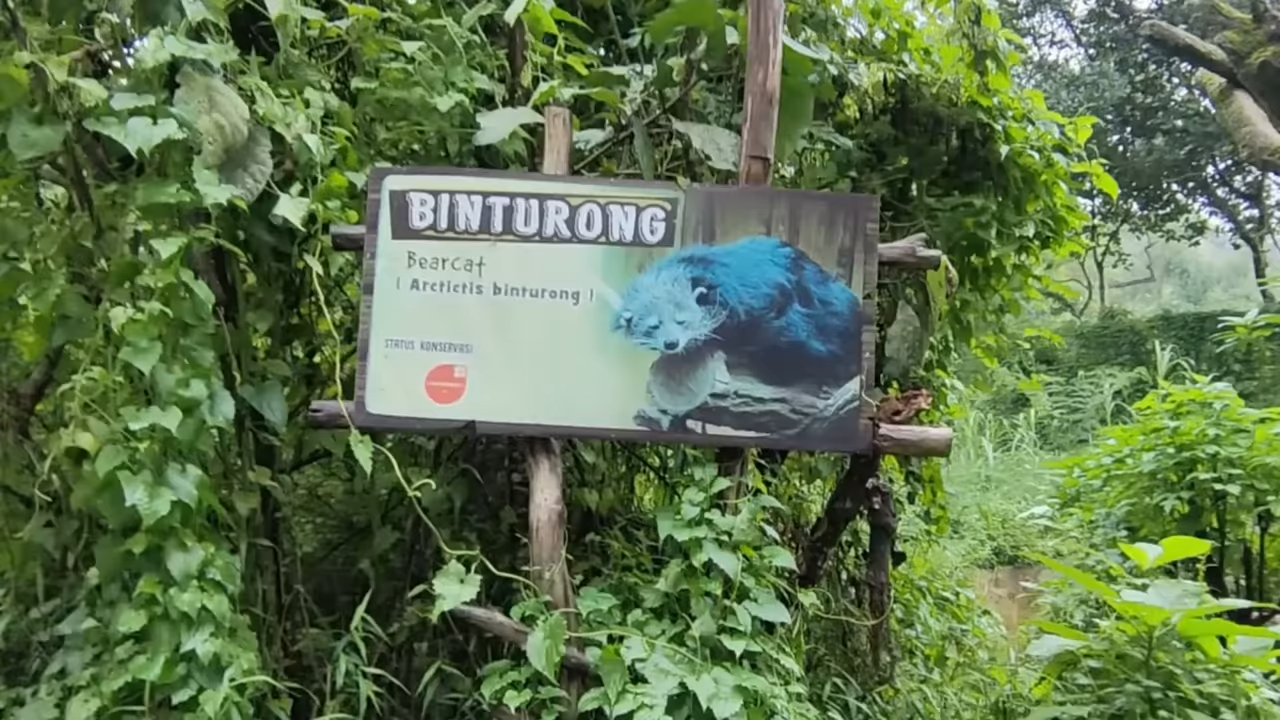 BINTURONG
Bearcat
( Arctictis binturong )
STATUS KONSERVASI